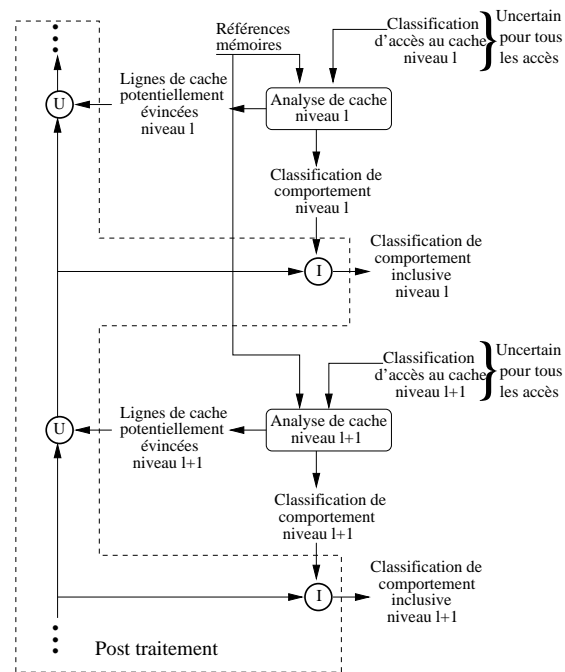 Références
mémoires
Classification
d'accès au cache
niveau l
Uncertain
pour tous
les accès
Lignes de cache
potentiellement
évincées
niveau l
U
Analyse de cache
niveau l
Classification de
comportement
niveau l
I
Classification de
comportement
inclusive
niveau l
Classification
d'accès au cache
niveau l+1
Uncertain
pour tous
les accès
Lignes de cache
potentiellement
évincées
niveau l+1
U
Analyse de cache
niveau l+1
Classification de
comportement
niveau l+1
I
Classification de
comportement
inclusive
niveau l+1
Post traitement